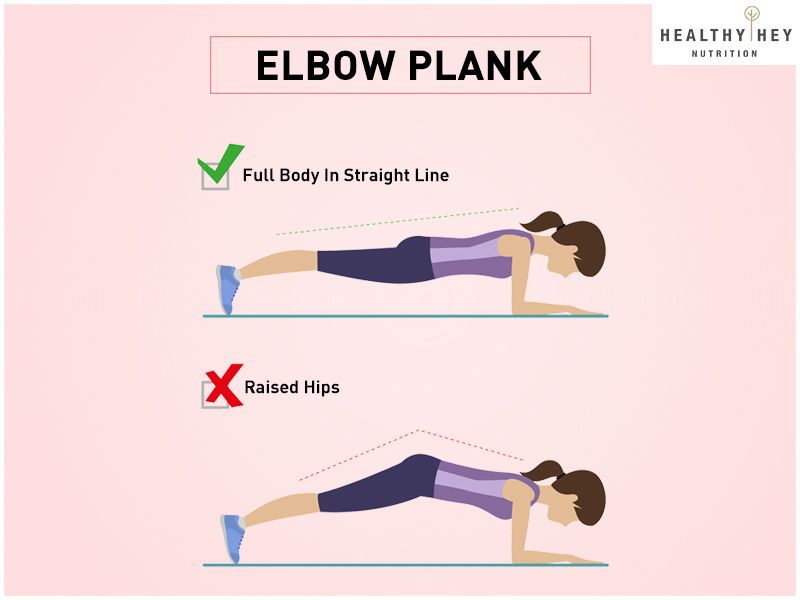 HEALTHY HEY
NUTRITION
ELBOW PLANK
Full Body In Straight Line
Raised Hips